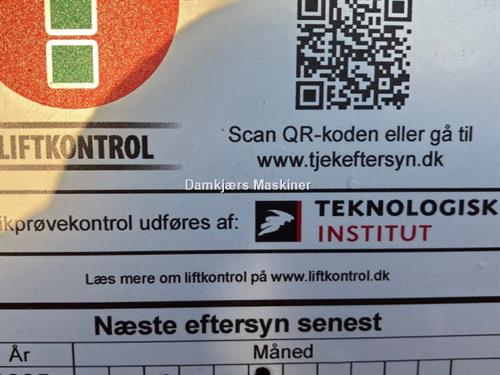 LIFTKONTROL
Scan QR-koden eller gå til
www.tjekeftersyn.dk
Damkjærs Maskiner
ikprøvekontrol udføres af:
TEKNOLOGISK
INSTITUT
Læs mere om liftkontrol på www.liftkontrol.dk
Næste eftersyn senest
År
Måned